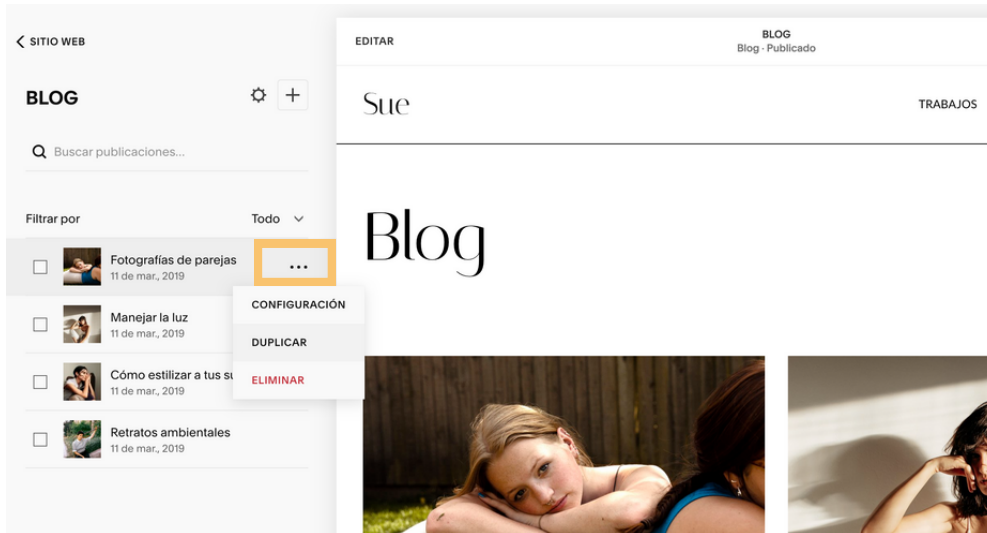 SITIO WEB
BLOG
Buscar publicaciones...
Filtrar por Todo
Fotografías de parejas
11 de mar., 2019
...
CONFIGURACIÓN
DUPLICAR
ELIMINAR
Manejar la luz
11 de mar., 2019
Cómo estilizar a tus
11 de mar., 2019
Retratos ambientales
11 de mar., 2019
EDITAR
BLOG
Blog · Publicado
Sue
TRABAJOS
Blog